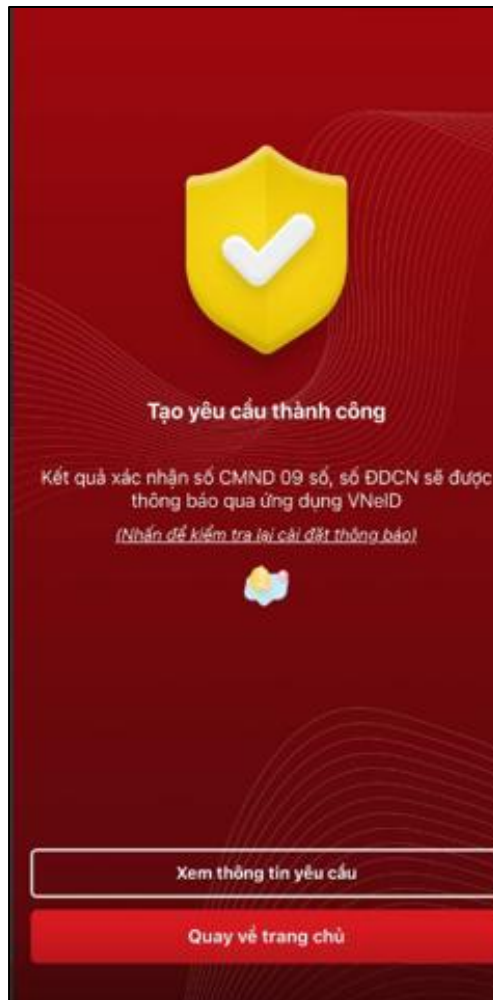 Tạo yêu cầu thành công
Kết quả xác nhận số CMND 09 số, số ĐDCN sẽ được
thông báo qua ứng dụng VNeID
(Nhấn để kiểm tra lại cài đặt thông báo)
Xem thông tin yêu cầu
Quay về trang chủ